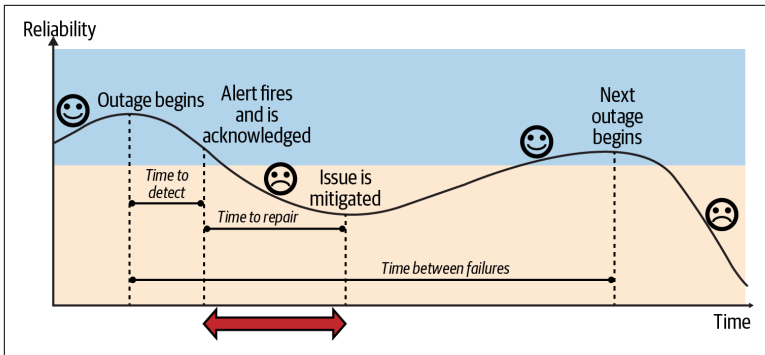 Reliability
Outage begins
Alert fires
and is
acknowledged
Next
outage
begins
Time to
detect
Issue is
mitigated
Time to repair
Time between failures
Time